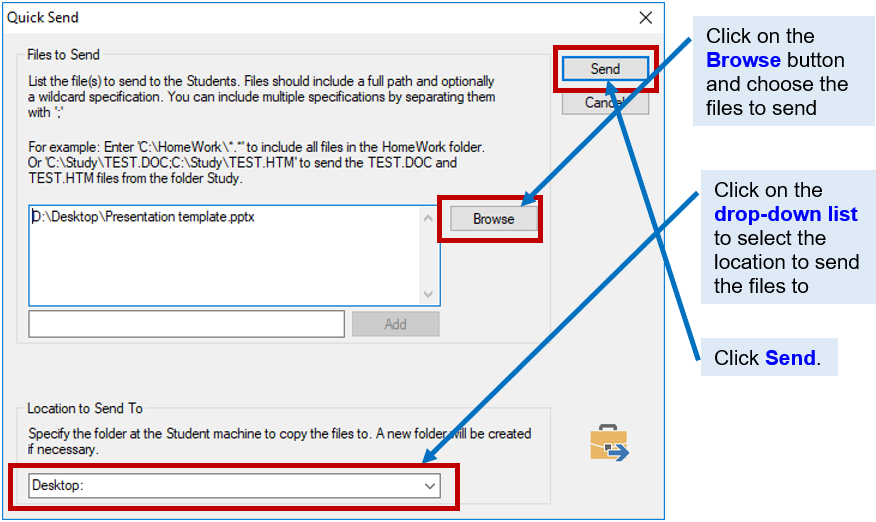 Quick Send
Files to Send
List the file(s) to send to the Students. Files should include a full path and optionally
a wildcard specification. You can include multiple specifications by separating them
with ';'
For example: Enter 'C:\HomeWork\*.*' to include all files in the HomeWork folder.
Or 'C:\Study\TEST.DOC;C:\Study\TEST.HTM' to send the TEST.DOC and
TEST.HTM files from the folder Study.
D:\Desktop\Presentation template.pptx
Browse
Add
Send
Cancel
Location to Send To
Specify the folder at the Student machine to copy the files to. A new folder will be created
if necessary.
Desktop:
Click on the
Browse button
and choose the
files to send
Click on the
drop-down list
to select the
location to send
the files to
Click Send.